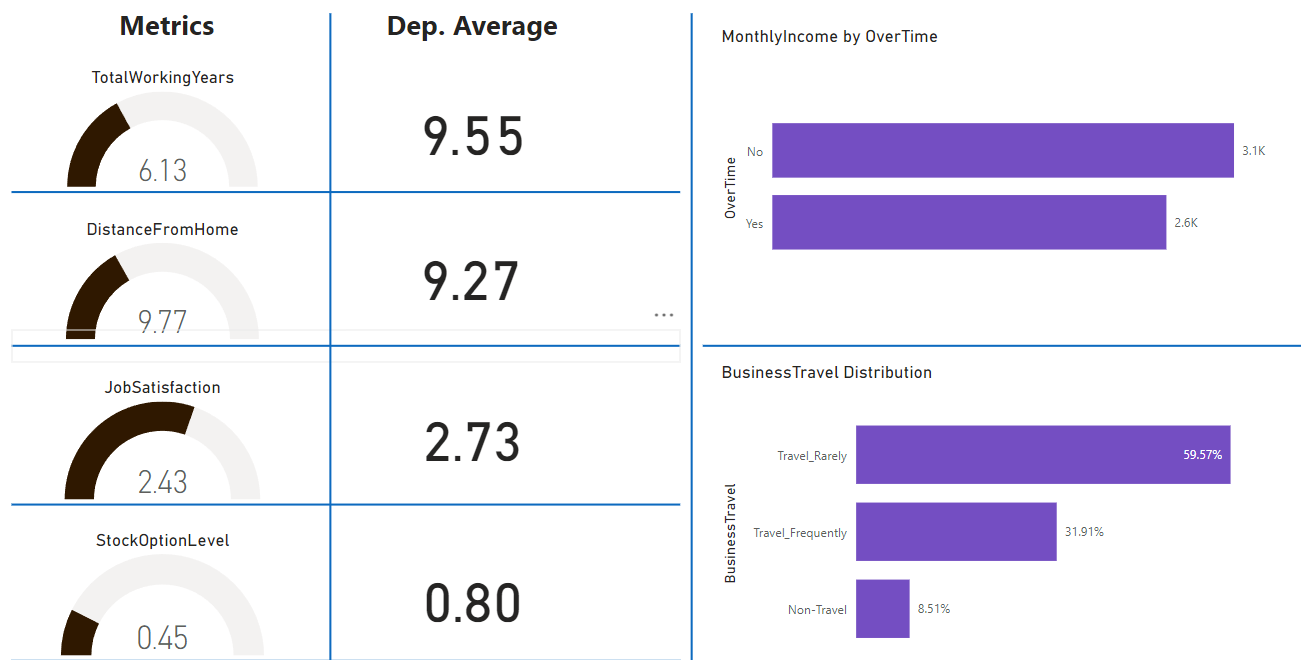 Metrics
Dep. Average
TotalWorkingYears
6.13
9.55
DistanceFromHome
9.77
9.27
...
JobSatisfaction
2.43
2.73
StockOptionLevel
0.45
0.80
MonthlyIncome by OverTime
OverTime
No
3.1K
Yes
2.6K
BusinessTravel Distribution
BusinessTravel
Travel_Rarely
59.57%
Travel_Frequently
31.91%
Non-Travel
8.51%